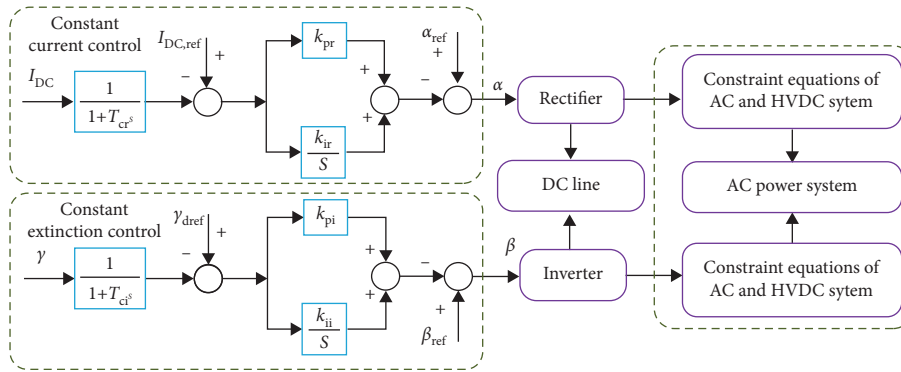 Constant
current control
I_DC
1
1+T_cr^s
I_DC,ref
+
−
k_pr
k_ir
S
+
+
−
α_ref
+
α
Rectifier
DC line
Constraint equations of
AC and HVDC sytem
AC power system
Constant
extinction control
γ
1
1+T_ci^s
γ_dref
+
−
k_pi
k_ii
S
+
+
−
+
β_ref
β
Inverter
Constraint equations of
AC and HVDC sytem